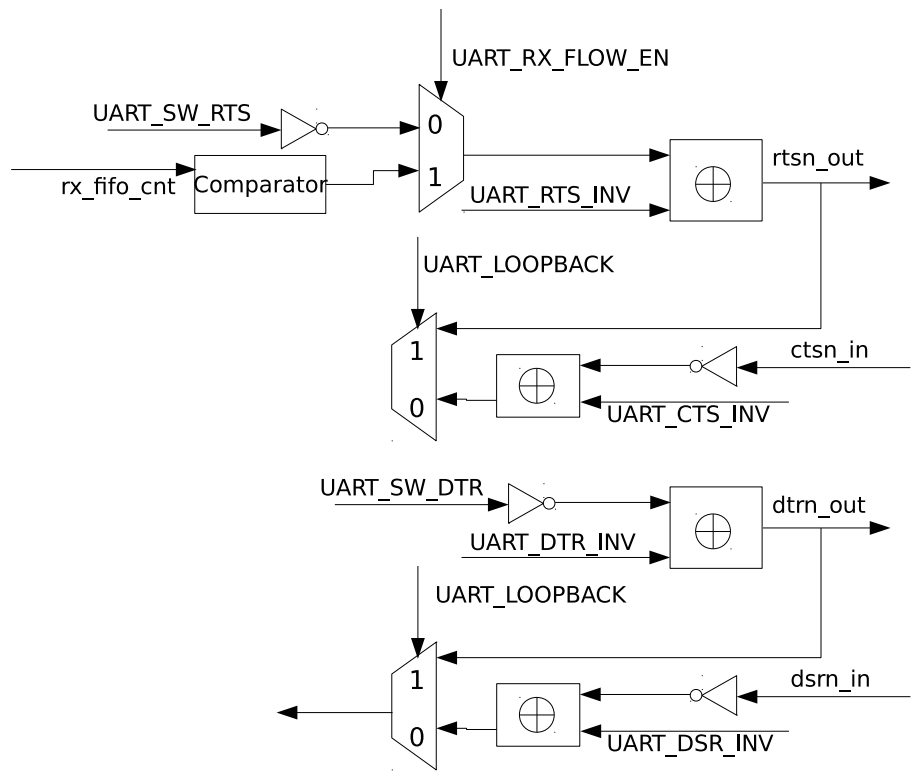 UART_RX_FLOW_EN
UART_SW_RTS
0
rtsn_out
rx_fifo_cnt
Comparator
1
UART_RTS_INV
UART_LOOPBACK
1
ctsn_in
0
UART_CTS_INV
UART_SW_DTR
dtrn_out
UART_DTR_INV
UART_LOOPBACK
1
dsrn_in
0
UART_DSR_INV